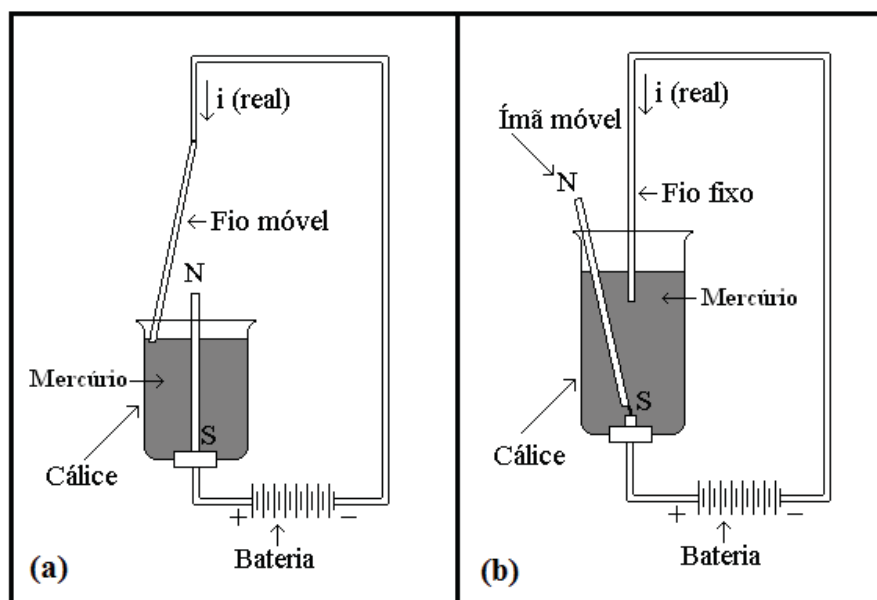 i (real)
Fio móvel
N
Mercúrio
S
Cálice
+
−
Bateria
(a)
i (real)
Ímã móvel
N
Fio fixo
Mercúrio
S
Cálice
+
−
Bateria
(b)